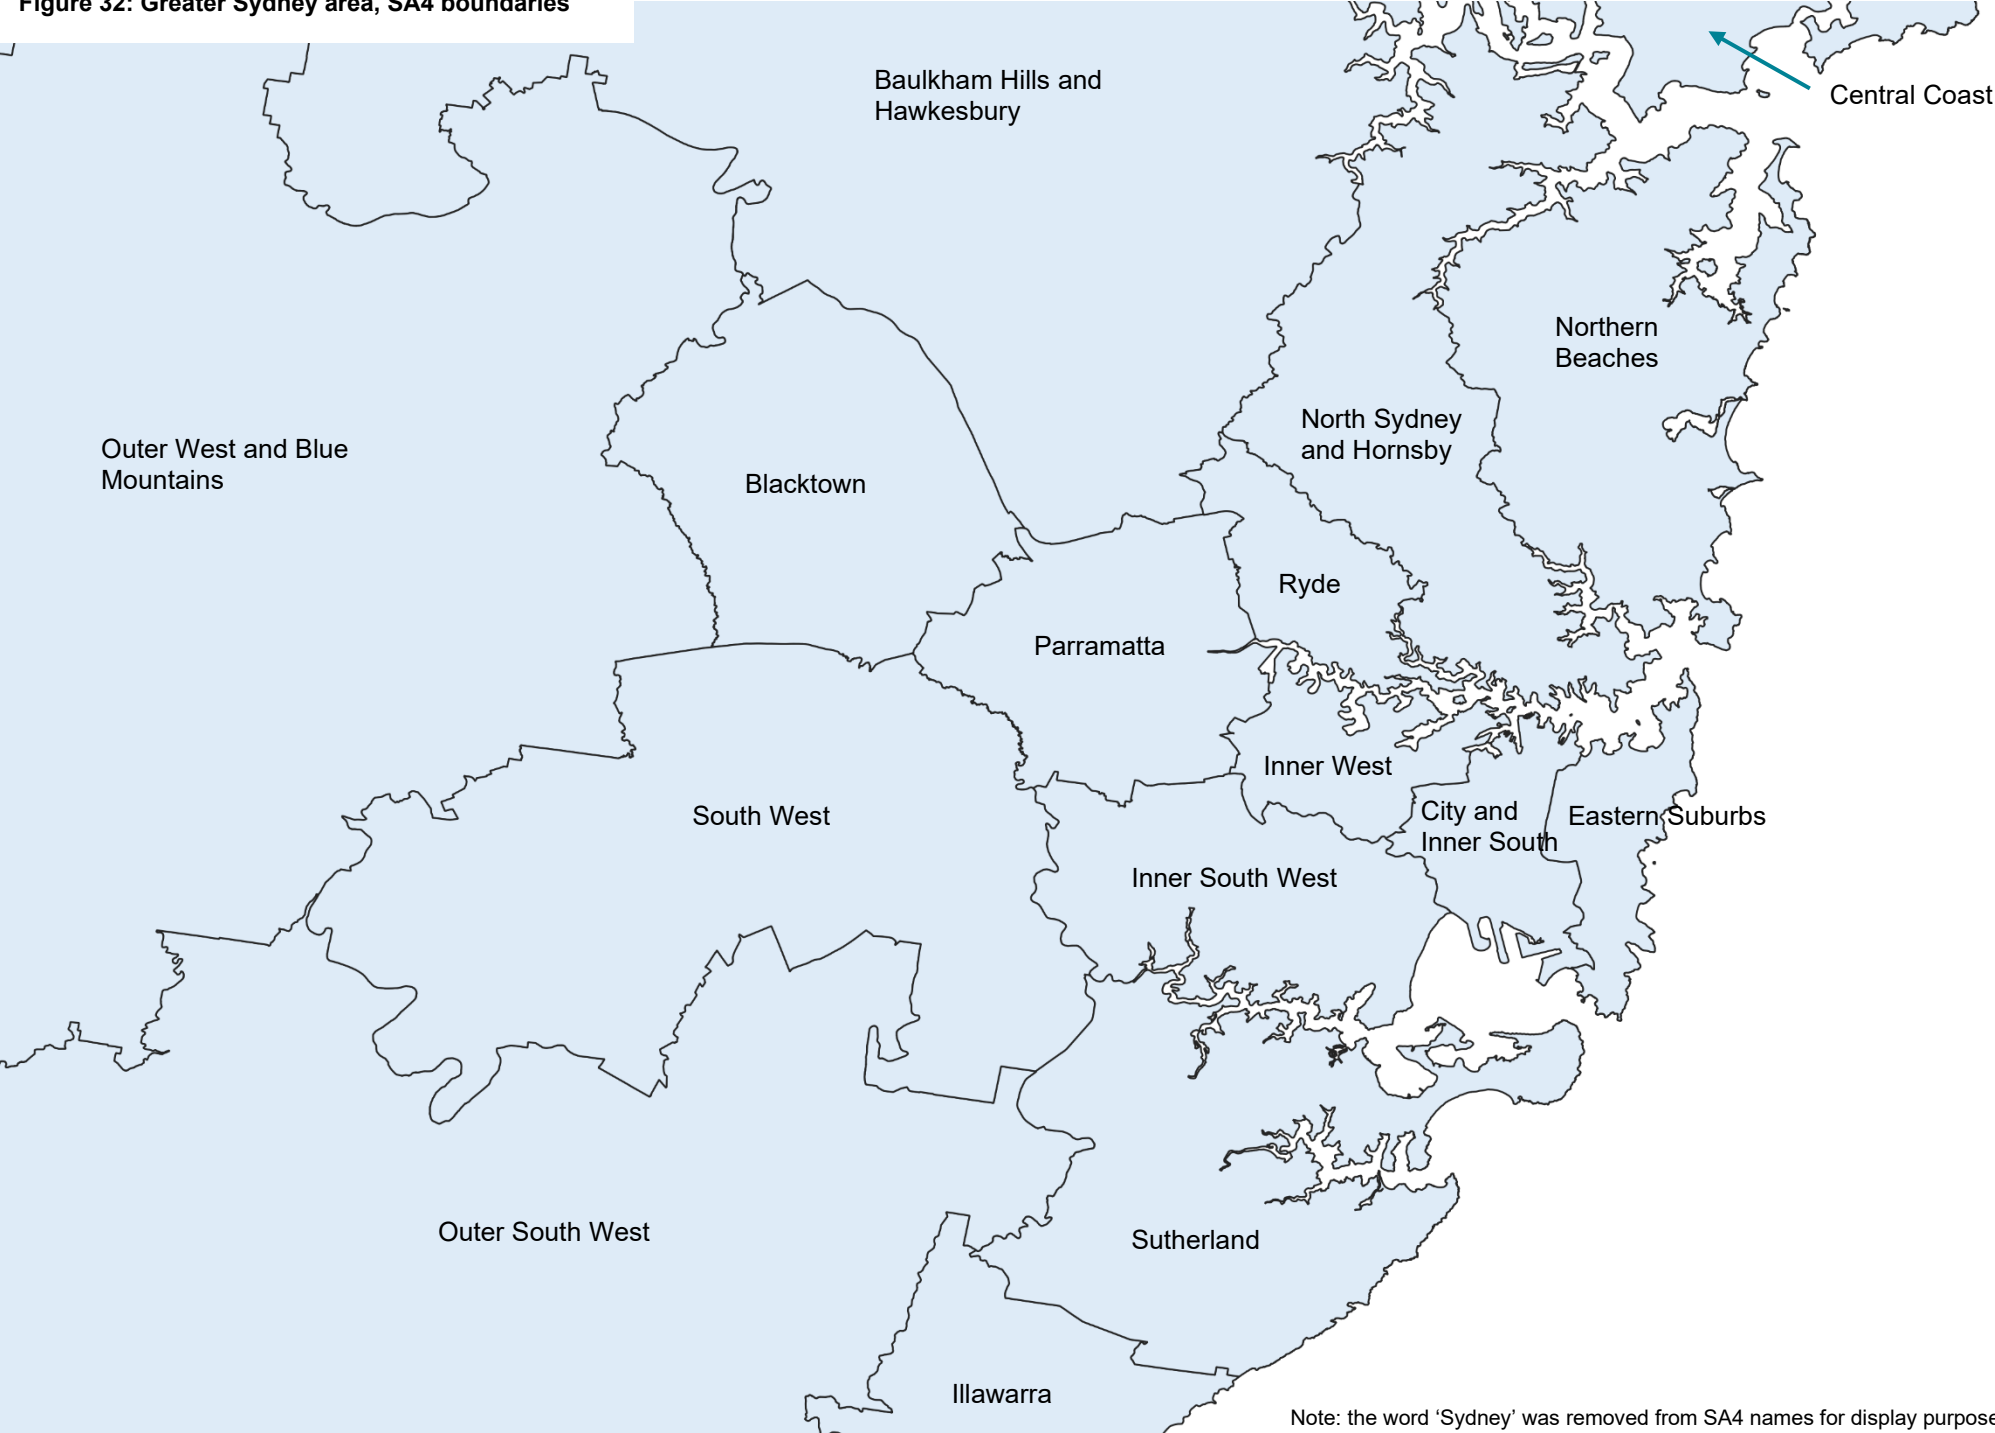 Figure 32: Greater Sydney area, SA4 boundaries
Baulkham Hills and
Hawkesbury
Central Coast
Northern
Beaches
North Sydney
and Hornsby
Outer West and Blue
Mountains
Blacktown
Ryde
Parramatta
Inner West
South West
City and
Inner South
Eastern Suburbs
Inner South West
Outer South West
Sutherland
Illawarra
Note: the word ‘Sydney’ was removed from SA4 names for display purpose